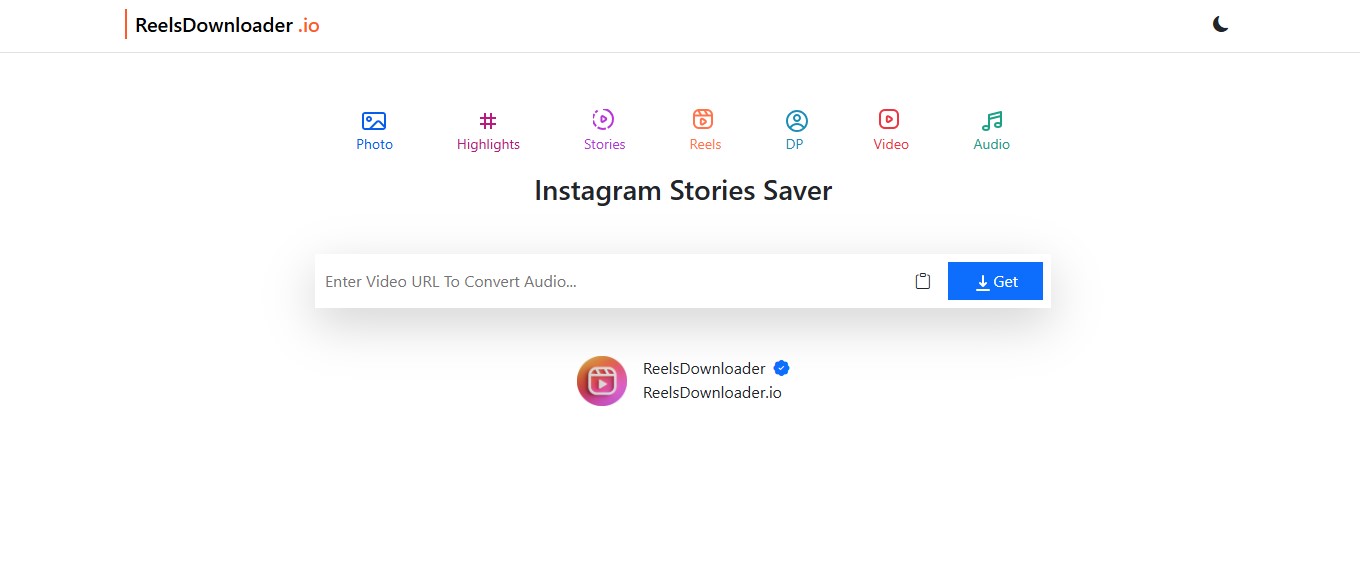 ReelsDownloader .io
Photo Highlights Stories Reels DP Video Audio
Instagram Stories Saver
Enter Video URL To Convert Audio... Get
ReelsDownloader
ReelsDownloader.io